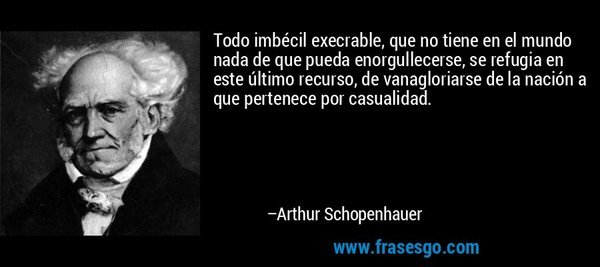 Todo imbécil execrable, que no tiene en el mundo
nada de que pueda enorgullecerse, se refugia en
este último recurso, de vanagloriarse de la nación a
que pertenece por casualidad.
–Arthur Schopenhauer
www.frasesgo.com